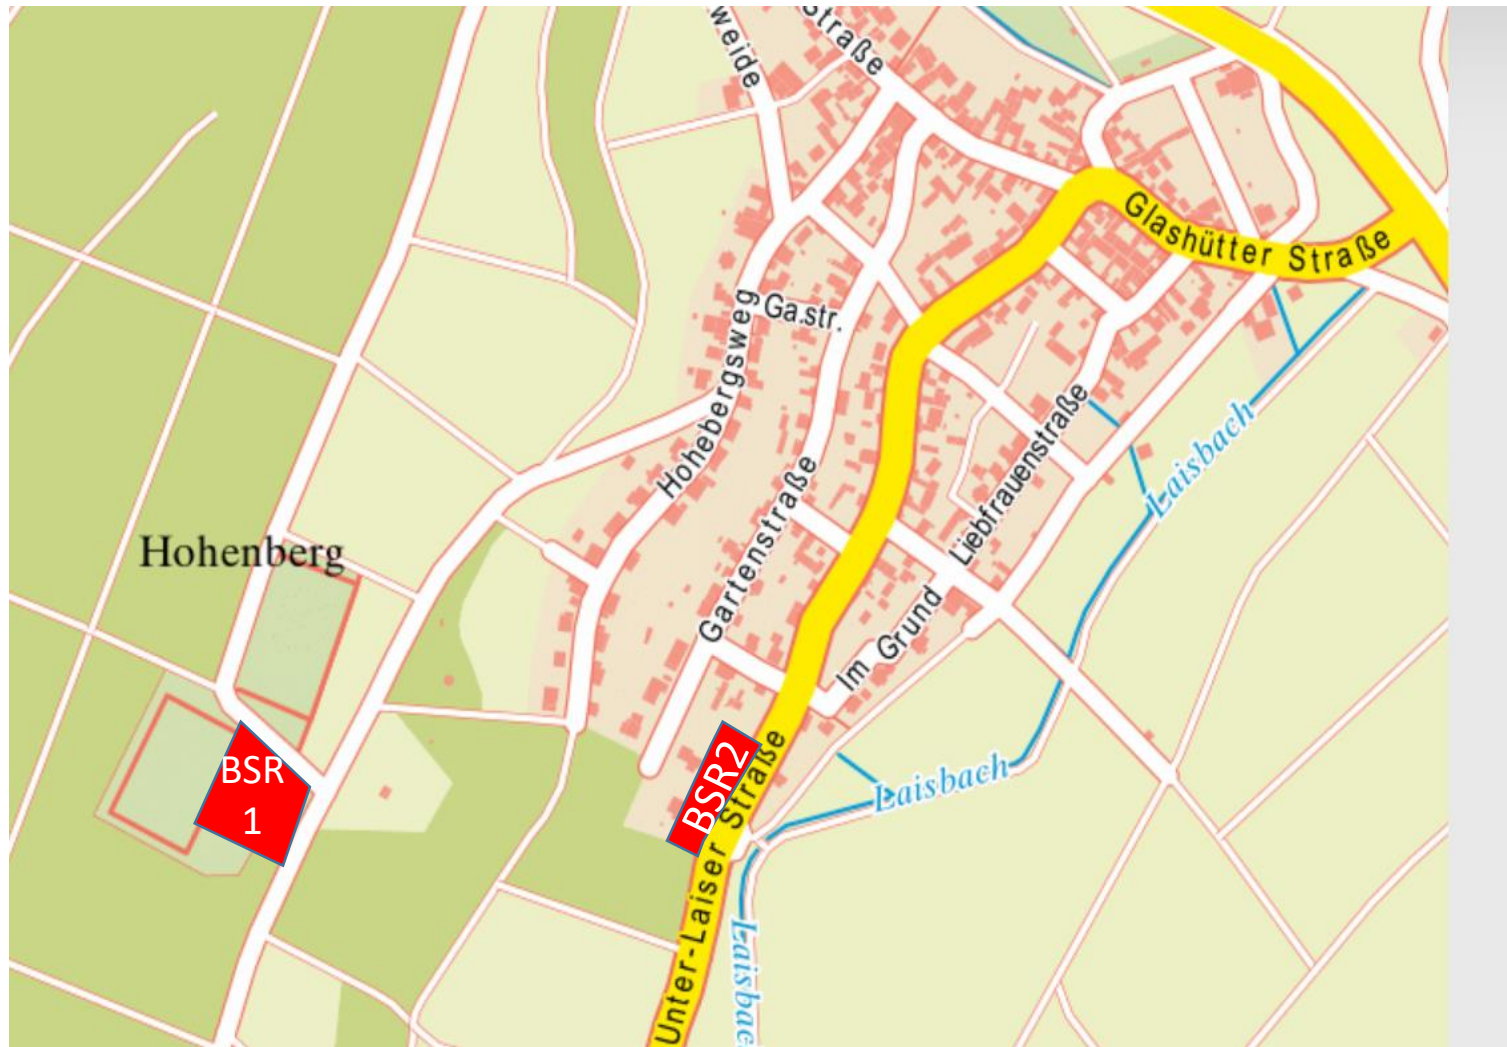 weide
Straße
Glashütter Straße
Ga.str.
Hohebergsweg
Laisbach
Liebfrauenstraße
Gartenstraße
Hohenberg
Im Grund
BSR
1
BSR2
Laisbach
Unter-Laiser Straße
Laisbac